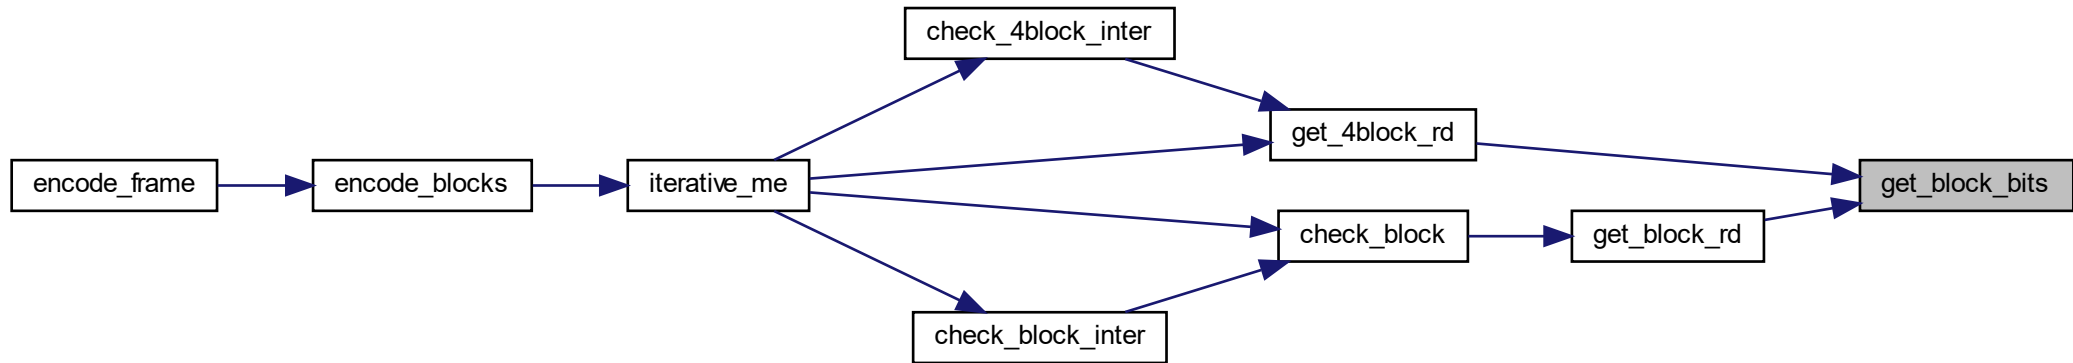 check_4block_inter
get_4block_rd
encode_frame
encode_blocks
iterative_me
get_block_bits
check_block
get_block_rd
check_block_inter